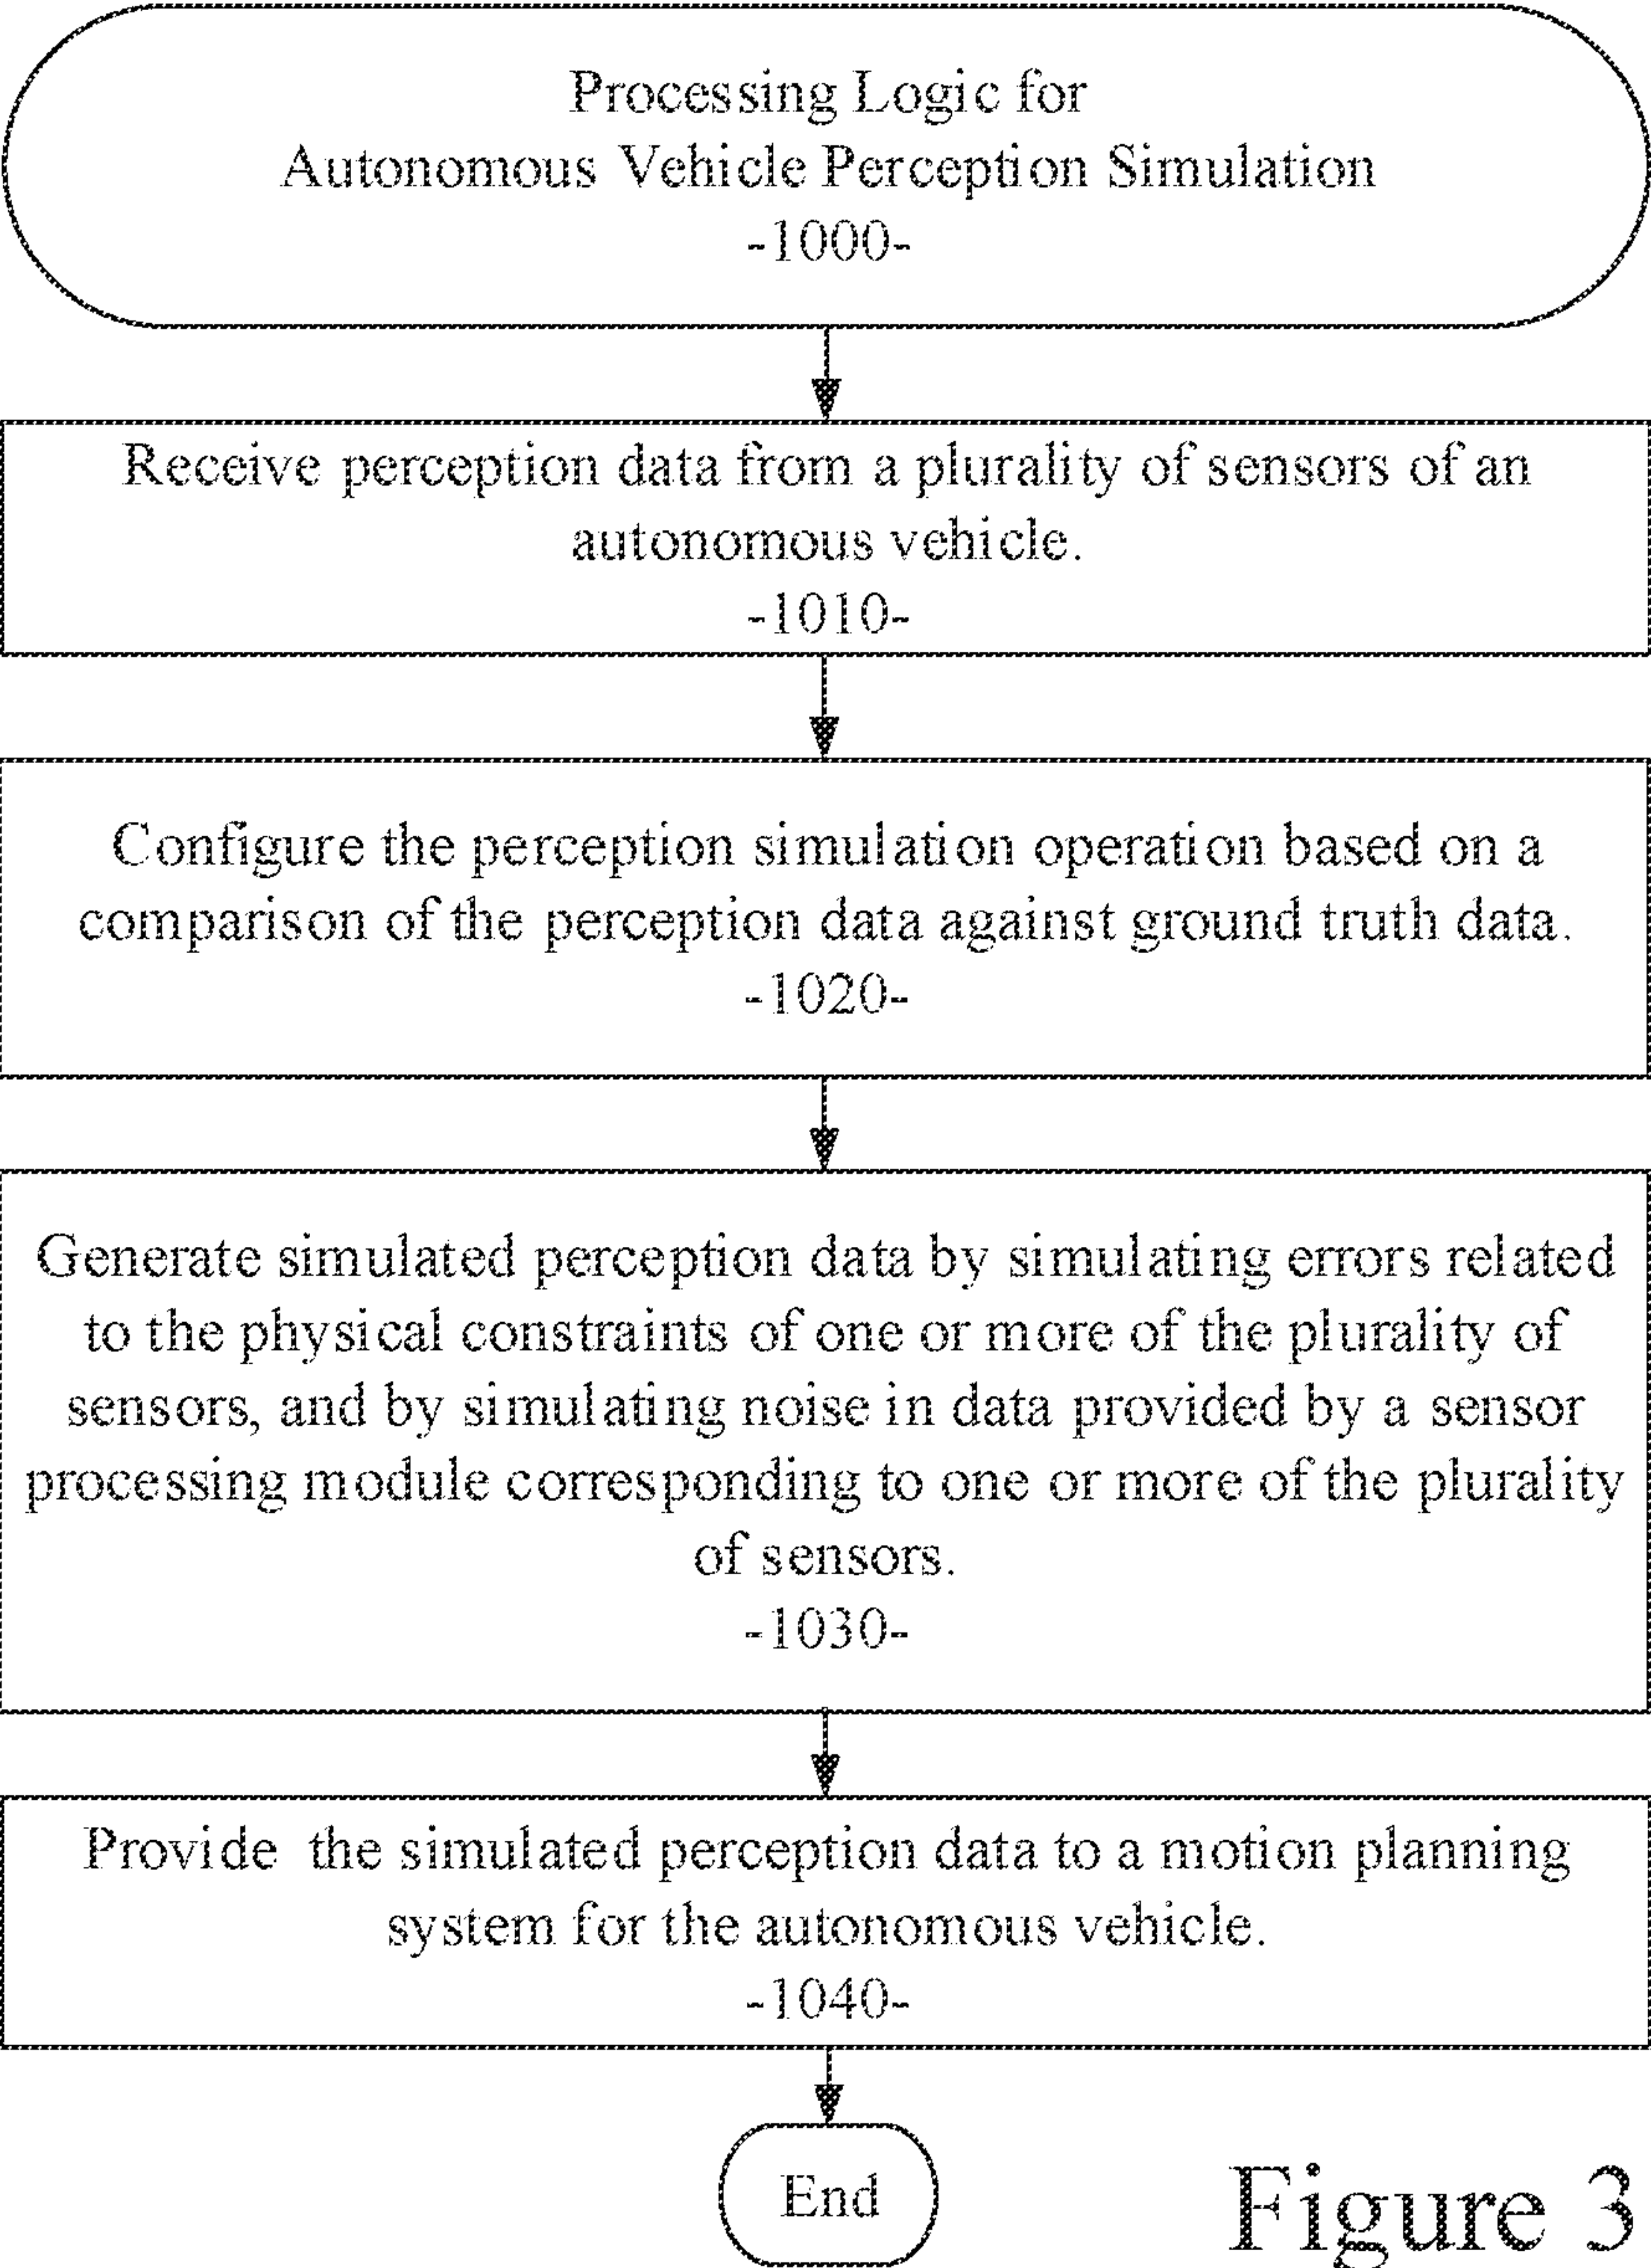 Processing Logic for
Autonomous Vehicle Perception Simulation
-1000-
Receive perception data from a plurality of sensors of an
autonomous vehicle.
-1010-
Configure the perception simulation operation based on a
comparison of the perception data against ground truth data.
-1020-
Generate simulated perception data by simulating errors related
to the physical constraints of one or more of the plurality of
sensors, and by simulating noise in data provided by a sensor
processing module corresponding to one or more of the plurality
of sensors.
-1030-
Provide the simulated perception data to a motion planning
system for the autonomous vehicle.
-1040-
End
Figure 3